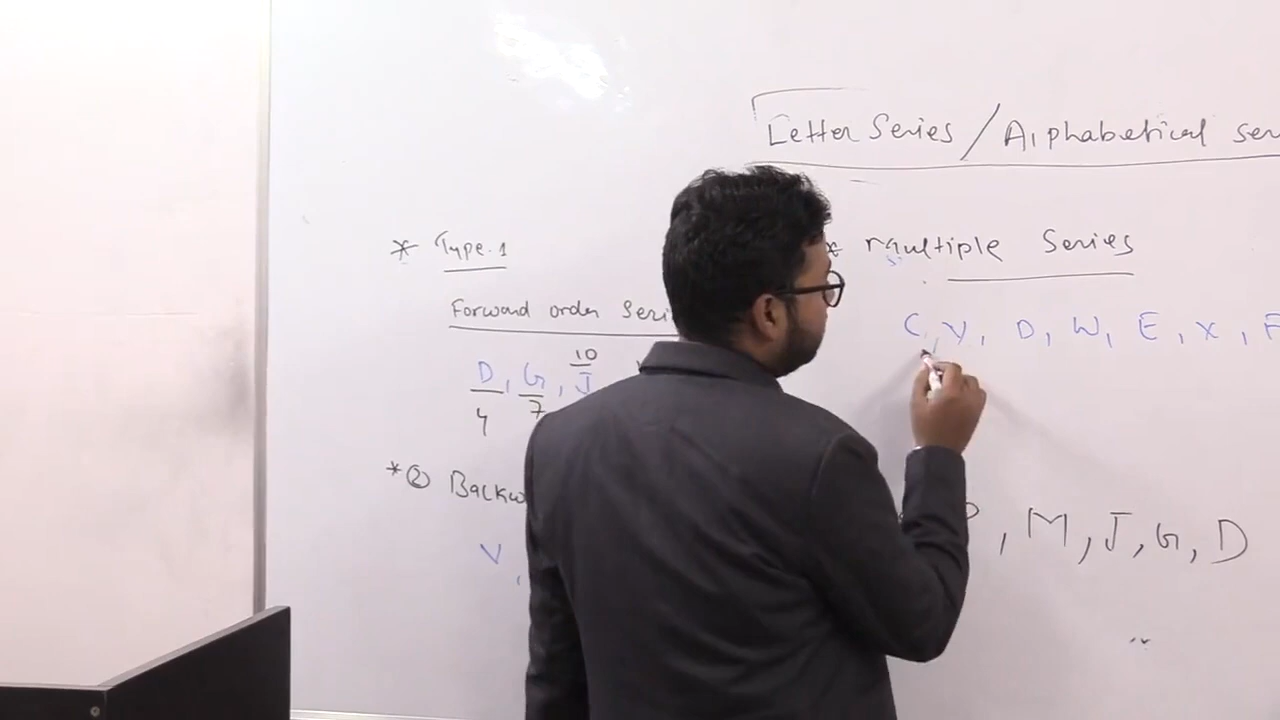 Letter Series / Alphabetical ser
* Type.1
Forward order Seri
10
D, G, J
4 7
*② Backw
V,
* multiple Series
C, V, D, W, E, X, F
P, M, J, G, D